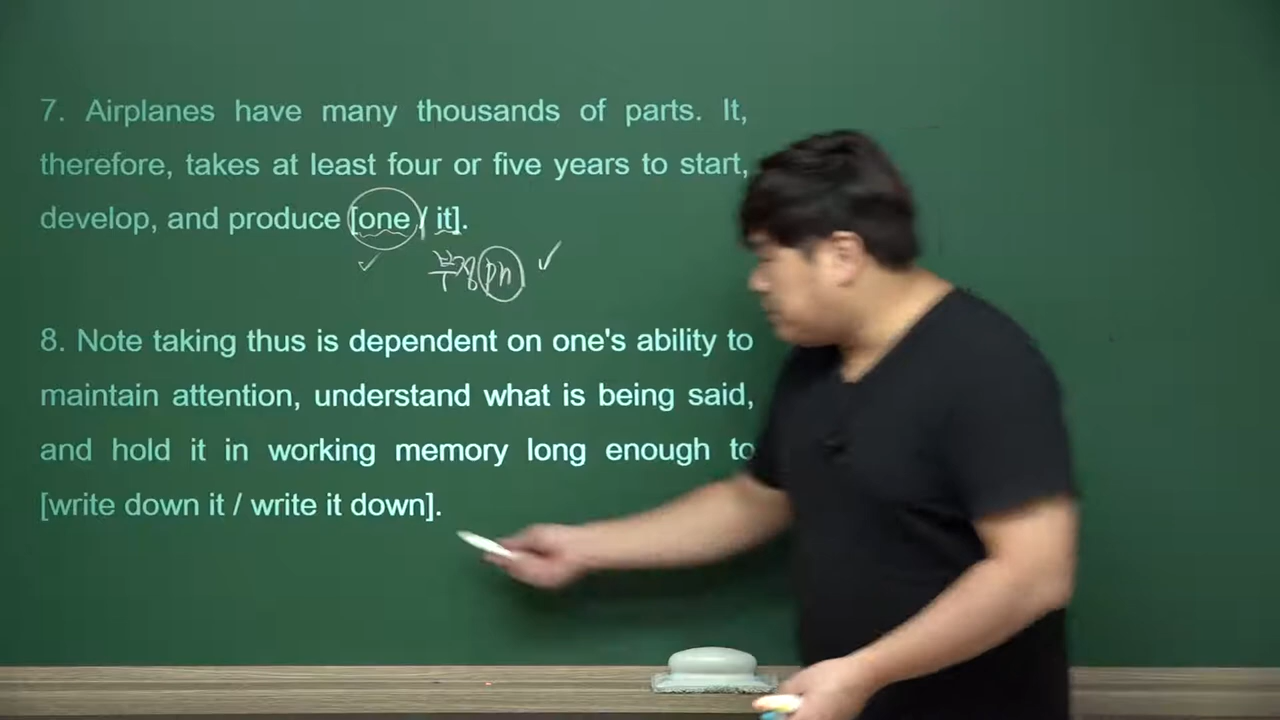 7. Airplanes have many thousands of parts. It,
therefore, takes at least four or five years to start,
develop, and produce [one / it].
부정 pn
8. Note taking thus is dependent on one's ability to
maintain attention, understand what is being said,
and hold it in working memory long enough to
[write down it / write it down].